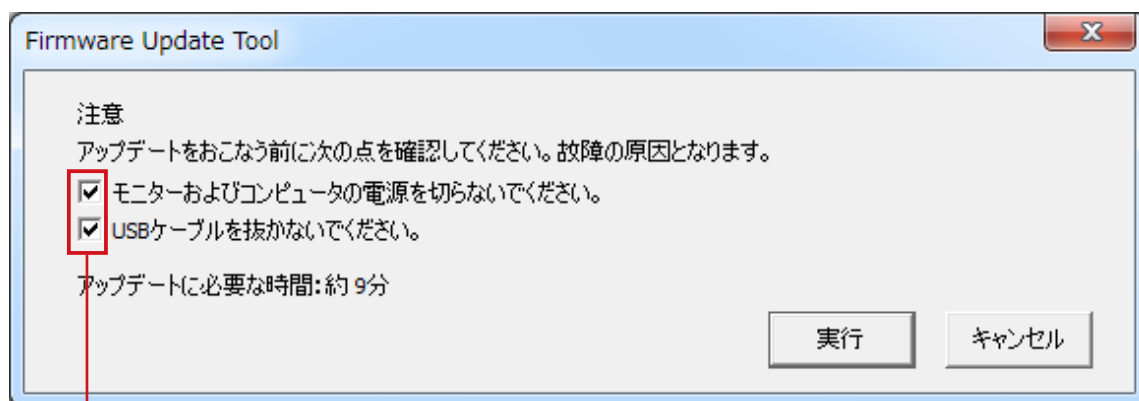 Firmware Update Tool
注意
アップデートをおこなう前に次の点を確認してください。故障の原因となります。
モニターおよびコンピュータの電源を切らないでください。
USBケーブルを抜かないでください。
アップデートに必要な時間:約 9分
実行
キャンセル